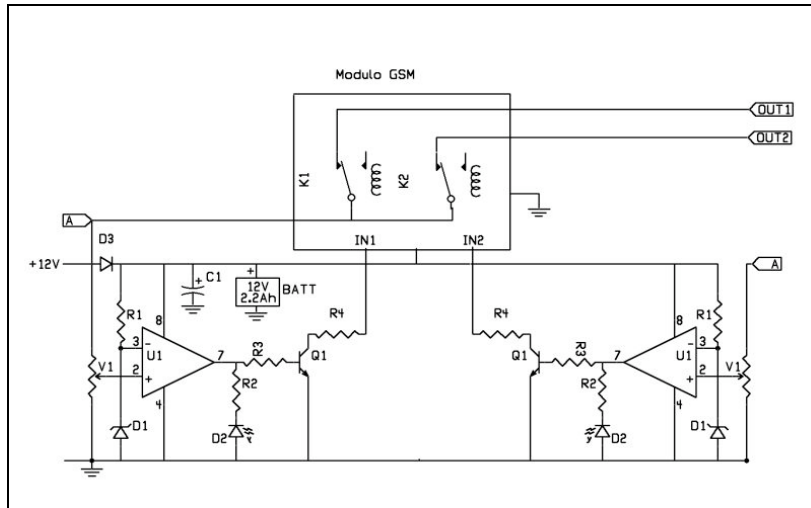 Modulo GSM
OUT1
OUT2
K1
K2
A
IN1
IN2
D3
+12V
A
C1
+
+
12V
2.2Ah
BATT
R1
8
R4
R4
8
R1
3
-
U1
2
+
7
R3
Q1
Q1
R3
7
3
-
U1
2
+
V1
V1
R2
R2
4
4
D1
D2
D2
D1